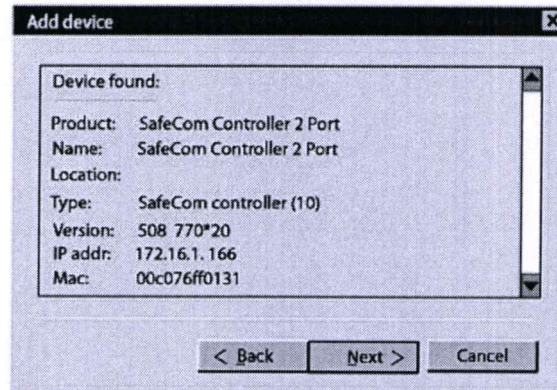 Add device
Device found:
Product: SafeCom Controller 2 Port
Name: SafeCom Controller 2 Port
Location:
Type: SafeCom controller (10)
Version: 508 770*20
IP addr: 172.16.1. 166
Mac: 00c076ff0131
< Back
Next >
Cancel